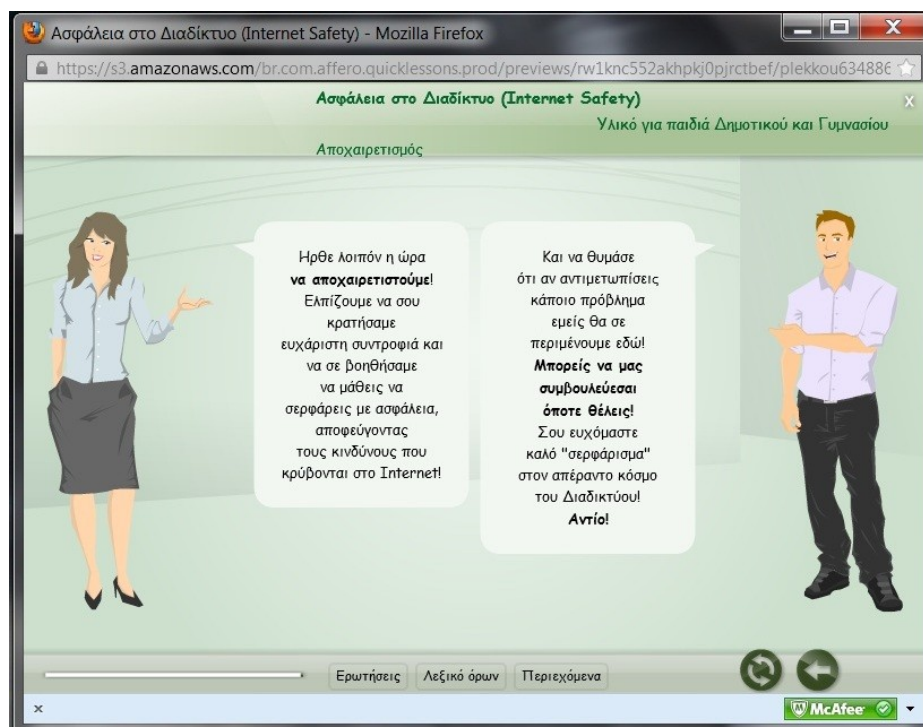 Ασφάλεια στο Διαδίκτυο (Internet Safety) - Mozilla Firefox
https://s3.amazonaws.com/br.com.affero.quicklessons.prod/previews/rw1knc552akhpkj0pjrctbef/plekkou634886
Ασφάλεια στο Διαδίκτυο (Internet Safety)
Υλικό για παιδιά Δημοτικού και Γυμνασίου
Αποχαιρετισμός
Ηρθε λοιπόν η ώρα
να αποχαιρετιστούμε!
Ελπίζουμε να σου
κρατήσαμε
ευχάριστη συντροφιά και
να σε βοηθήσαμε
να μάθεις να
σερφάρεις με ασφάλεια,
αποφεύγοντας
τους κινδύνους που
κρύβονται στο Internet!
Και να θυμάσε
ότι αν αντιμετωπίσεις
κάποιο πρόβλημα
εμείς θα σε
περιμένουμε εδώ!
Μπορείς να μας
συμβουλεύεσαι
όποτε θέλεις!
Σου ευχόμαστε
καλό "σερφάρισμα"
στον απέραντο κόσμο
του Διαδικτύου!
Αντίο!
Ερωτήσεις Λεξικό όρων Περιεχόμενα
McAfee